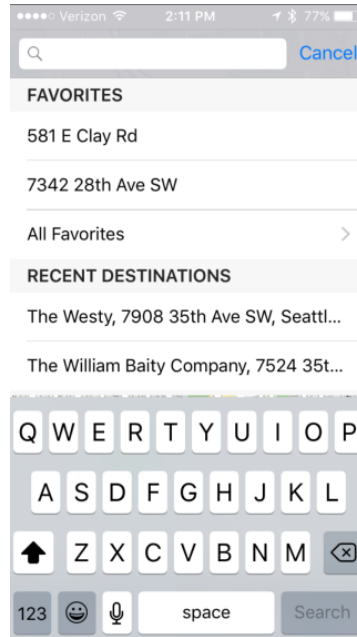 Verizon 2:11 PM 77%
Cancel
FAVORITES
581 E Clay Rd
7342 28th Ave SW
All Favorites
RECENT DESTINATIONS
The Westy, 7908 35th Ave SW, Seattl...
The William Baity Company, 7524 35t...
Q W E R T Y U I O P
A S D F G H J K L
Z X C V B N M
123 space Search